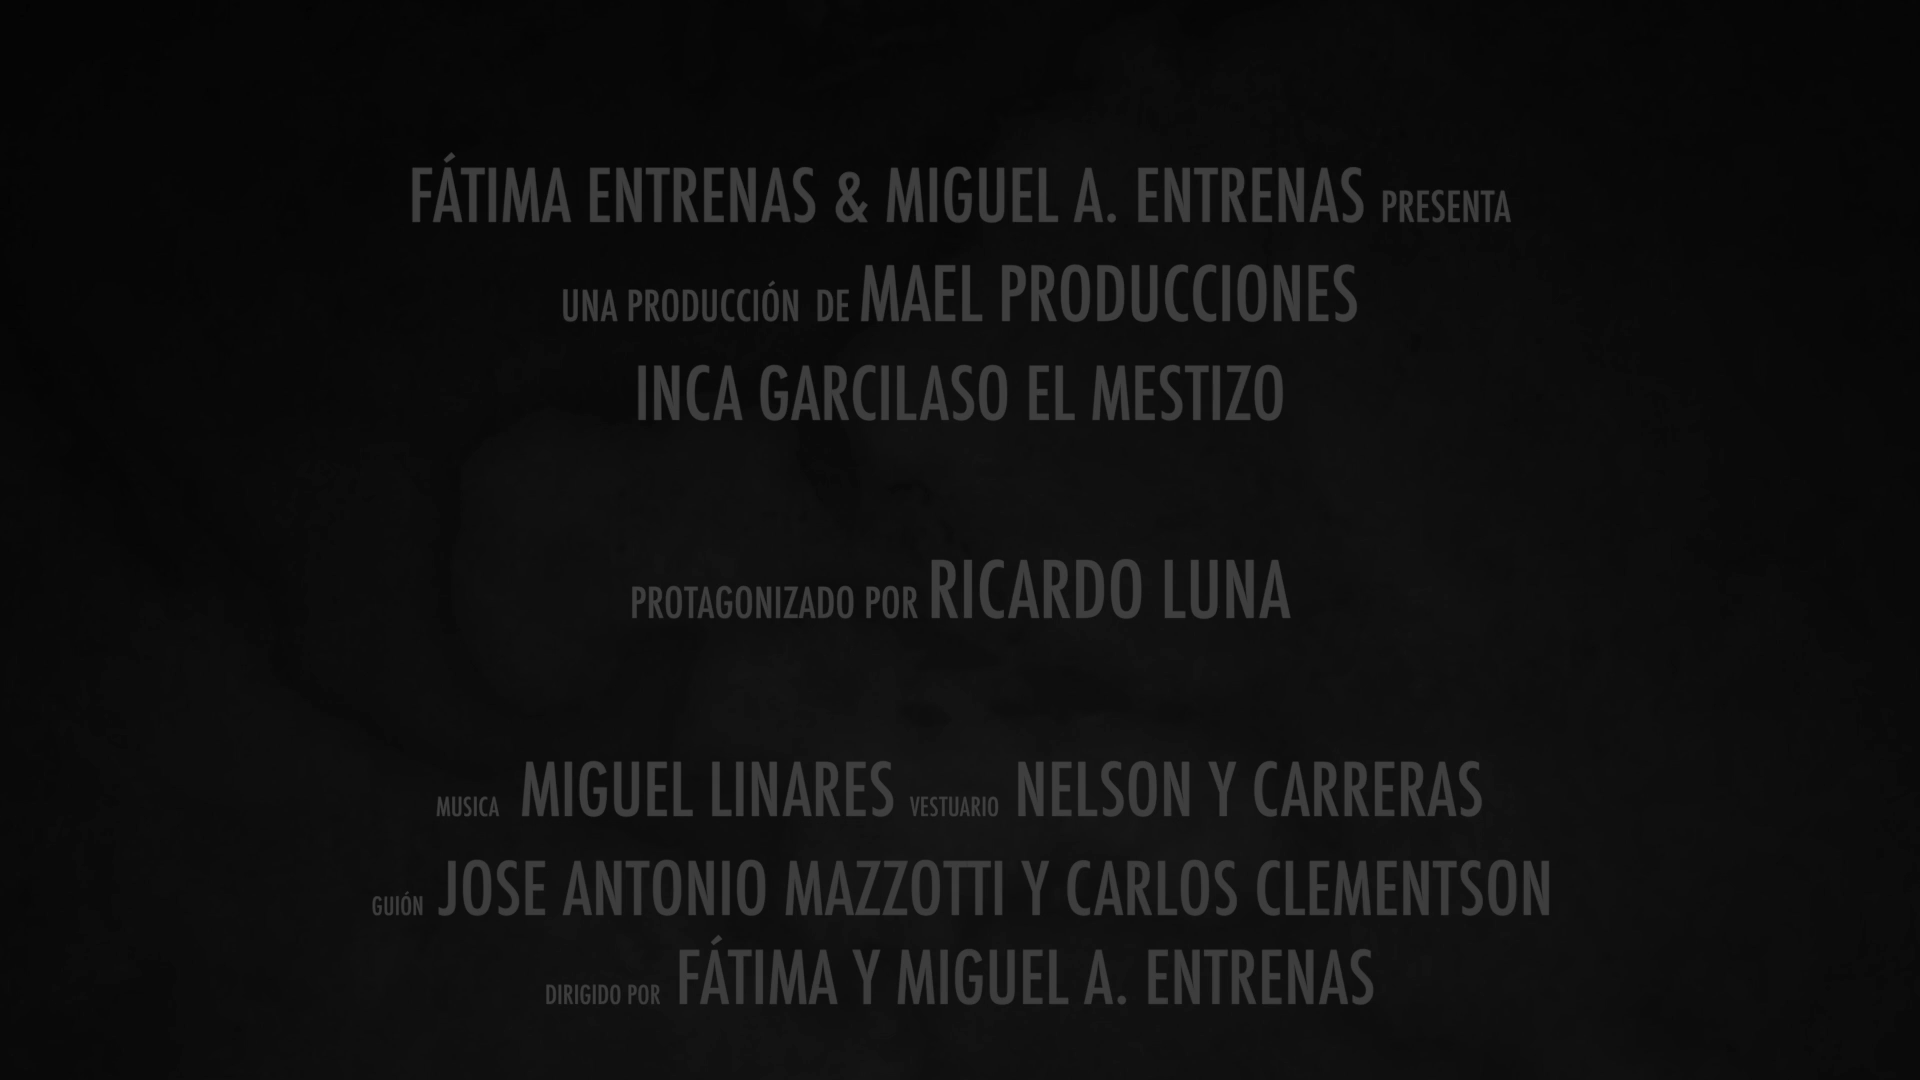 FÁTIMA ENTRENAS & MIGUEL A. ENTRENAS PRESENTA
UNA PRODUCCIÓN DE MAEL PRODUCCIONES
INCA GARCILASO EL MESTIZO
PROTAGONIZADO POR RICARDO LUNA
MUSICA MIGUEL LINARES VESTUARIO NELSON Y CARRERAS
GUIÓN JOSE ANTONIO MAZZOTTI Y CARLOS CLEMENTSON
DIRIGIDO POR FÁTIMA Y MIGUEL A. ENTRENAS